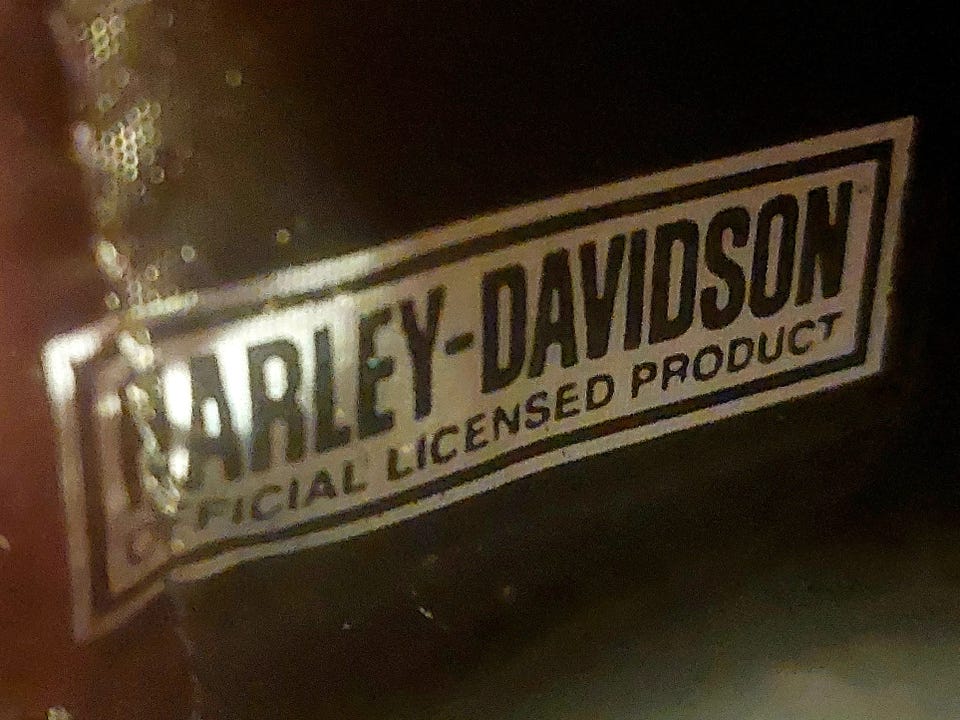 HARLEY-DAVIDSON
OFFICIAL LICENSED PRODUCT